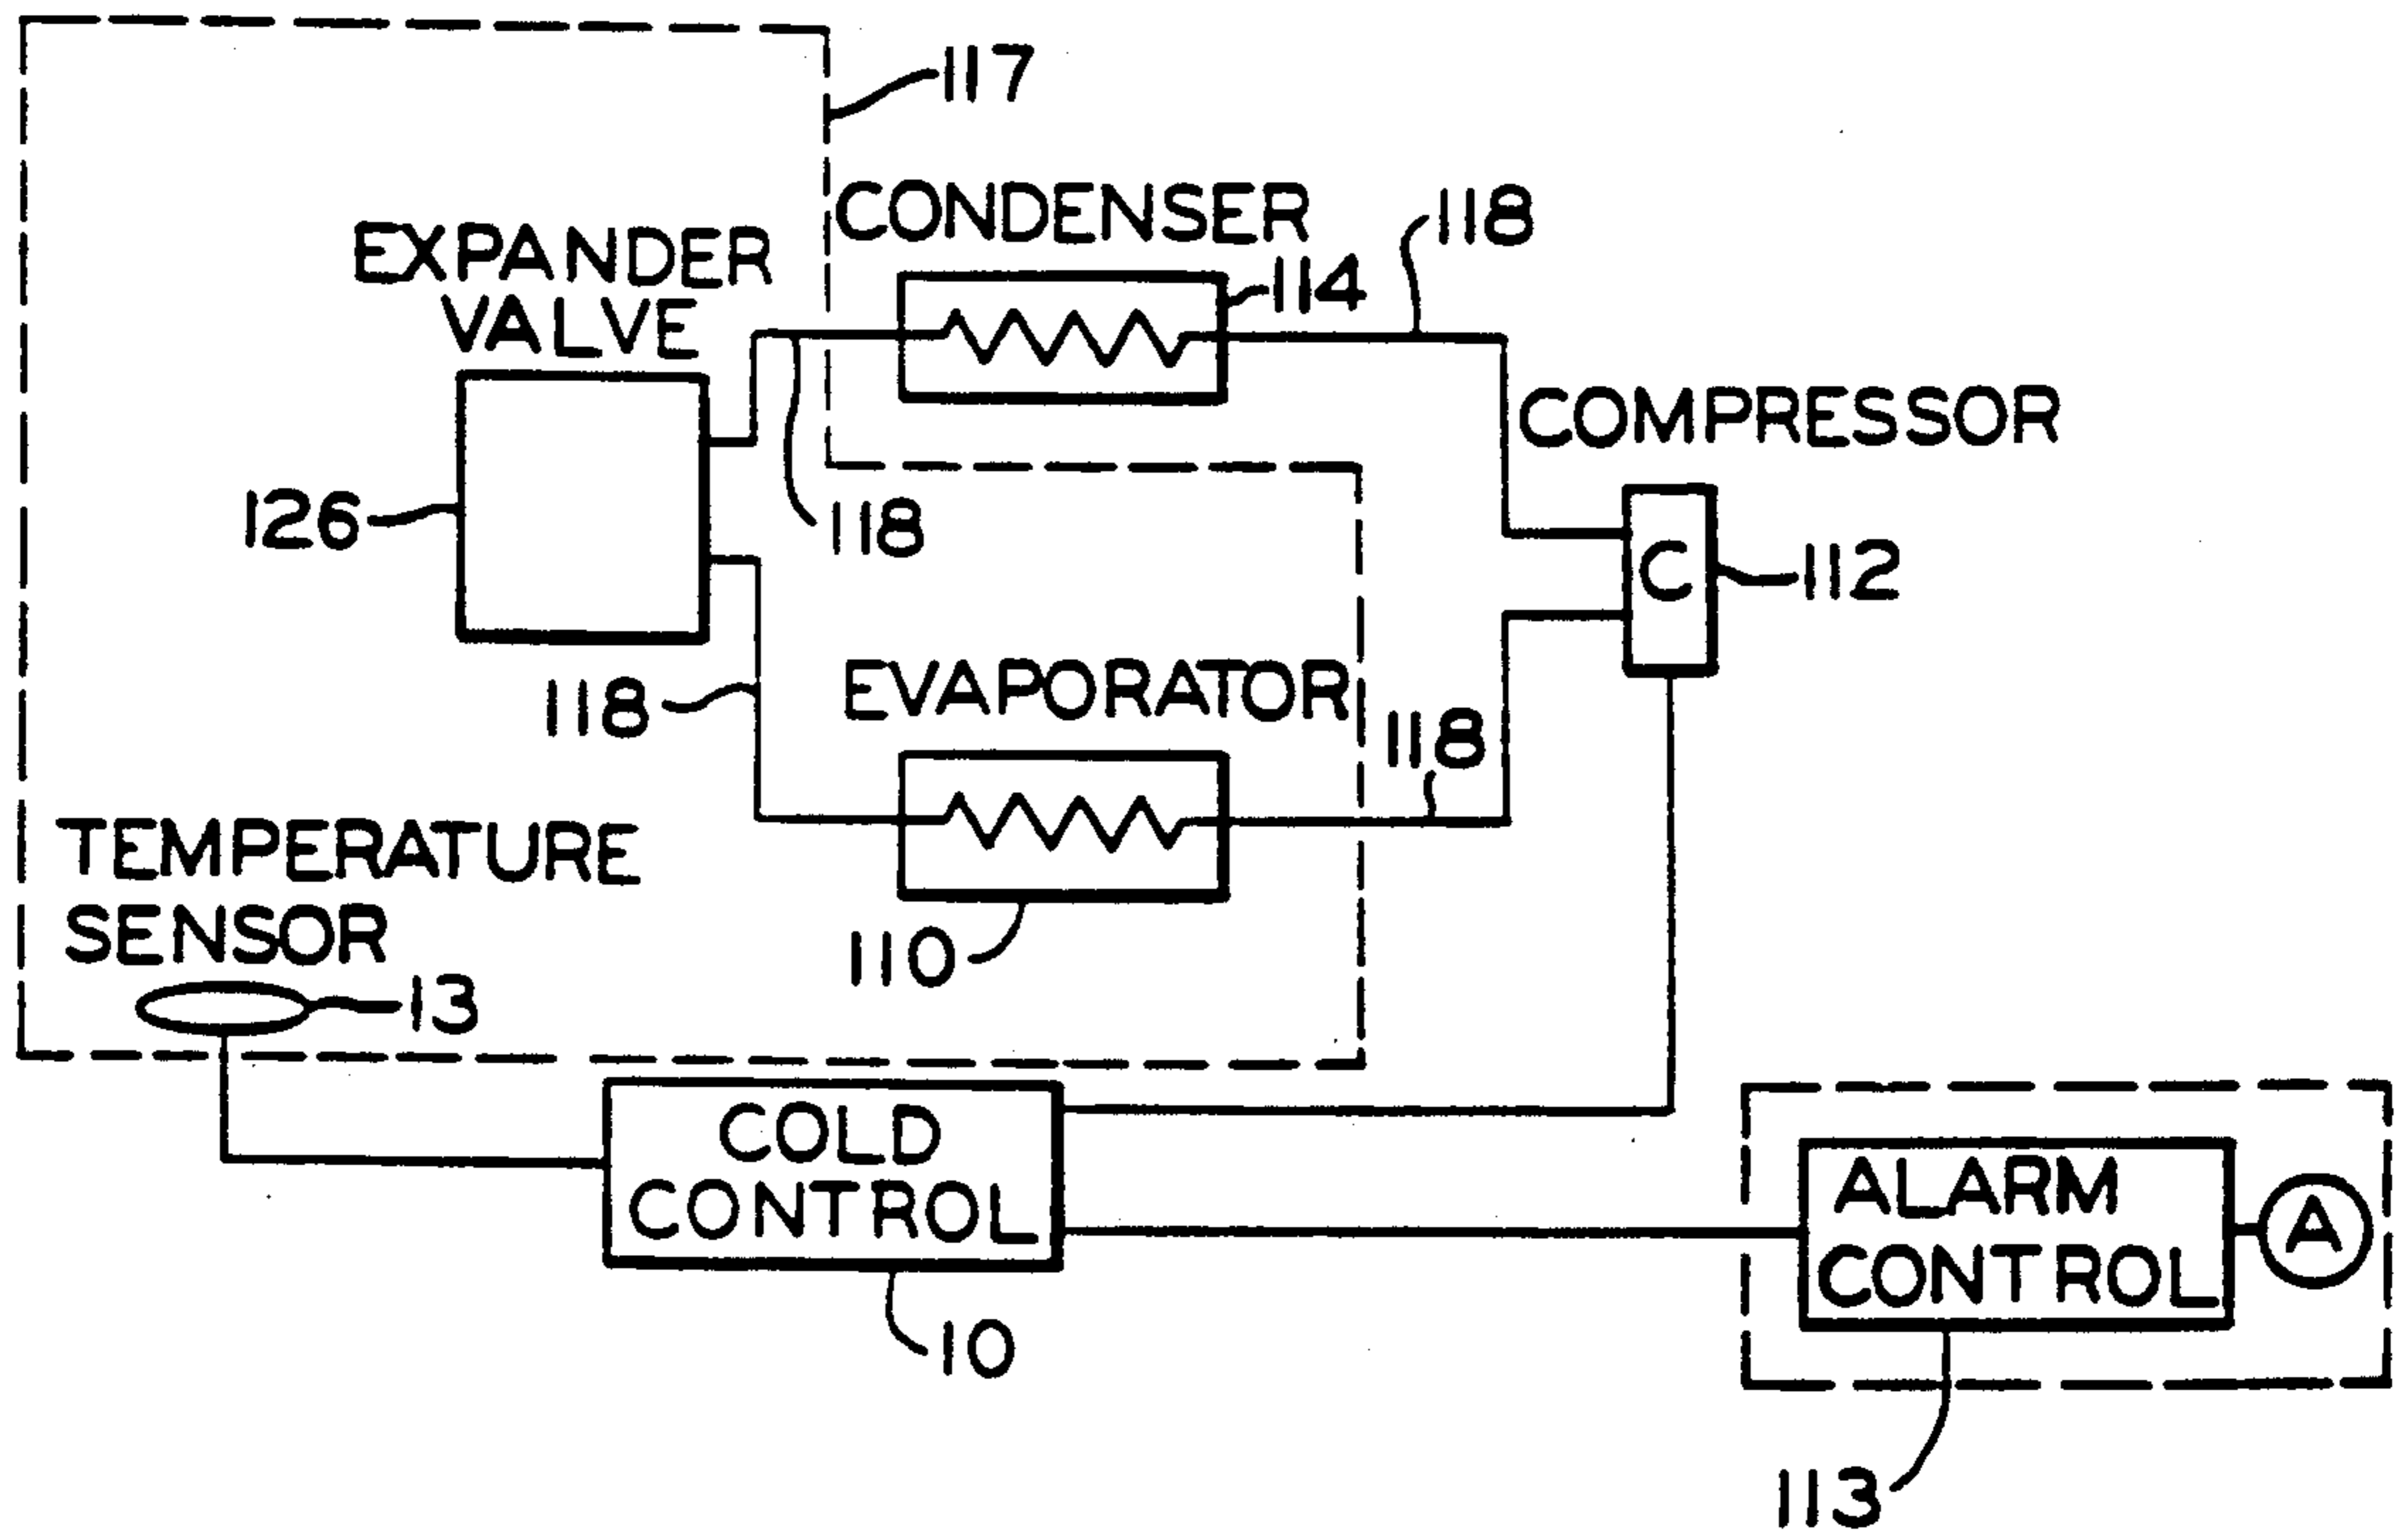 117
CONDENSER
118
EXPANDER
VALVE
114
COMPRESSOR
126
118
C
112
118
EVAPORATOR
118
TEMPERATURE
SENSOR
110
13
COLD
CONTROL
ALARM
CONTROL
A
10
113